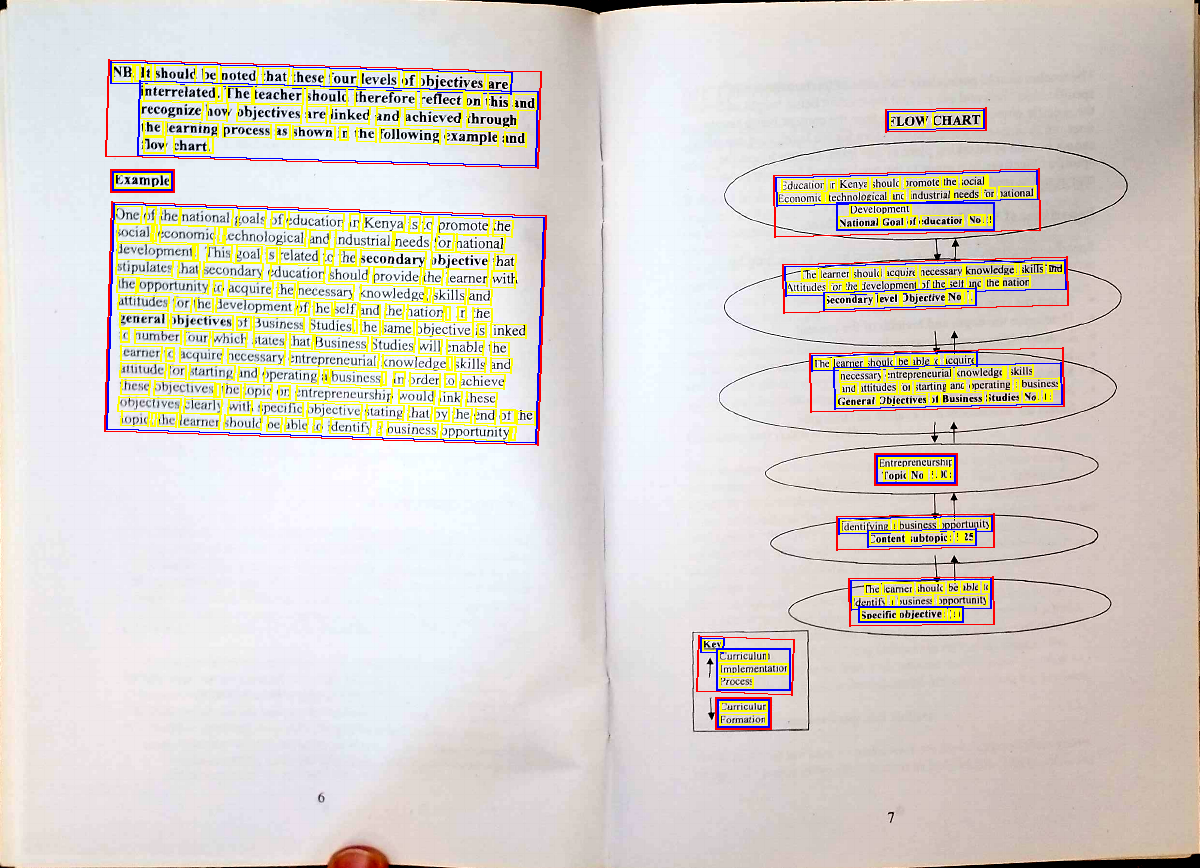 NB. It should be noted that these four levels of objectives are
interrelated. The teacher should therefore reflect on this and
recognize how objectives are linked and achieved through
the learning process as shown in the following example and
flow chart.
Example
One of the national goals of education in Kenya is to promote the
social economic, technological and industrial needs for national
development. This goal is related to the secondary objective that
stipulates that secondary education should provide the learner with
the opportunity to acquire the necessary knowledge, skills and
attitudes for the development of the self and the nation. In the
general objectives of Business Studies, the same objective is linked
number four which states that Business Studies will enable the
learner to acquire necessary entrepreneurial knowledge, skills and
attitude for starting and operating a business. In order to achieve
these objectives the topic on entrepreneurship would link these
objectives clearly with specific objective stating that by the end of the
topic, the learner should be able to identify a business opportunity
6
FLOW CHART
Education in Kenya should promote the social
Economic technological and industrial needs for national
Development
National Goal of education No.
The learner should acquire necessary knowledge, skills and
Attitudes for the development of the self and the nation
Secondary level Objective No
The learner should be able to acquire
necessary entrepreneurial knowledge skills
and attitudes for starting and operating a business
General Objectives of Business Studies No.
Entrepreneurship
Topic No
Identifying a business opportunity
Content subtopic:
The learner should be able to
identify a business opportunity
Specific objective
Key
Curriculum
Implementation
Process
Curriculum
Formation
7